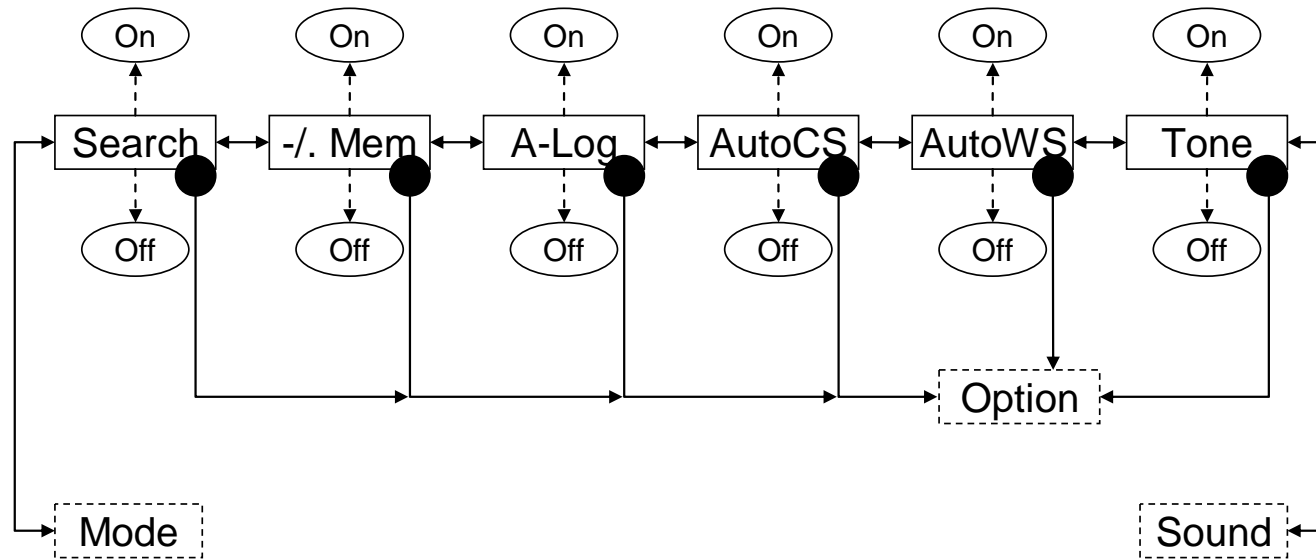 On On On On On On
Search -/. Mem A-Log AutoCS AutoWS Tone
Off Off Off Off Off Off
Option
Mode Sound